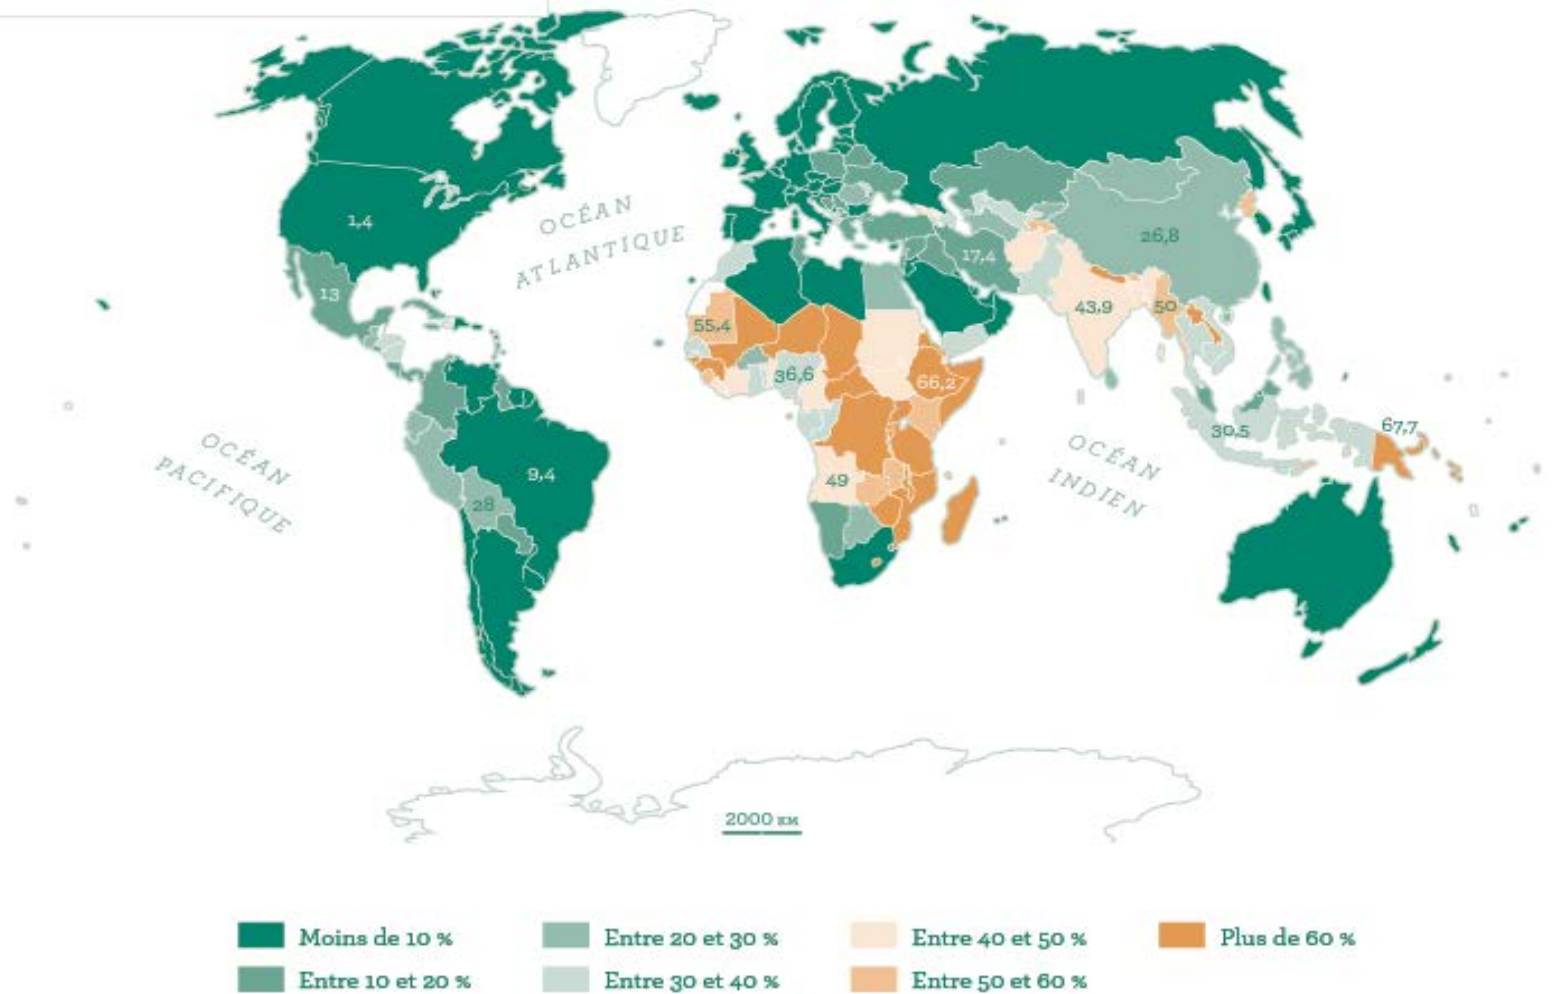 1,4
OCÉAN
ATLANTIQUE
13
17,4
26,8
43,9
50
55,4
36,6
66,2
OCÉAN
PACIFIQUE
9,4
28
49
30,5
67,7
OCÉAN
INDIEN
2000 KM
Moins de 10 %
Entre 20 et 30 %
Entre 40 et 50 %
Plus de 60 %
Entre 10 et 20 %
Entre 30 et 40 %
Entre 50 et 60 %